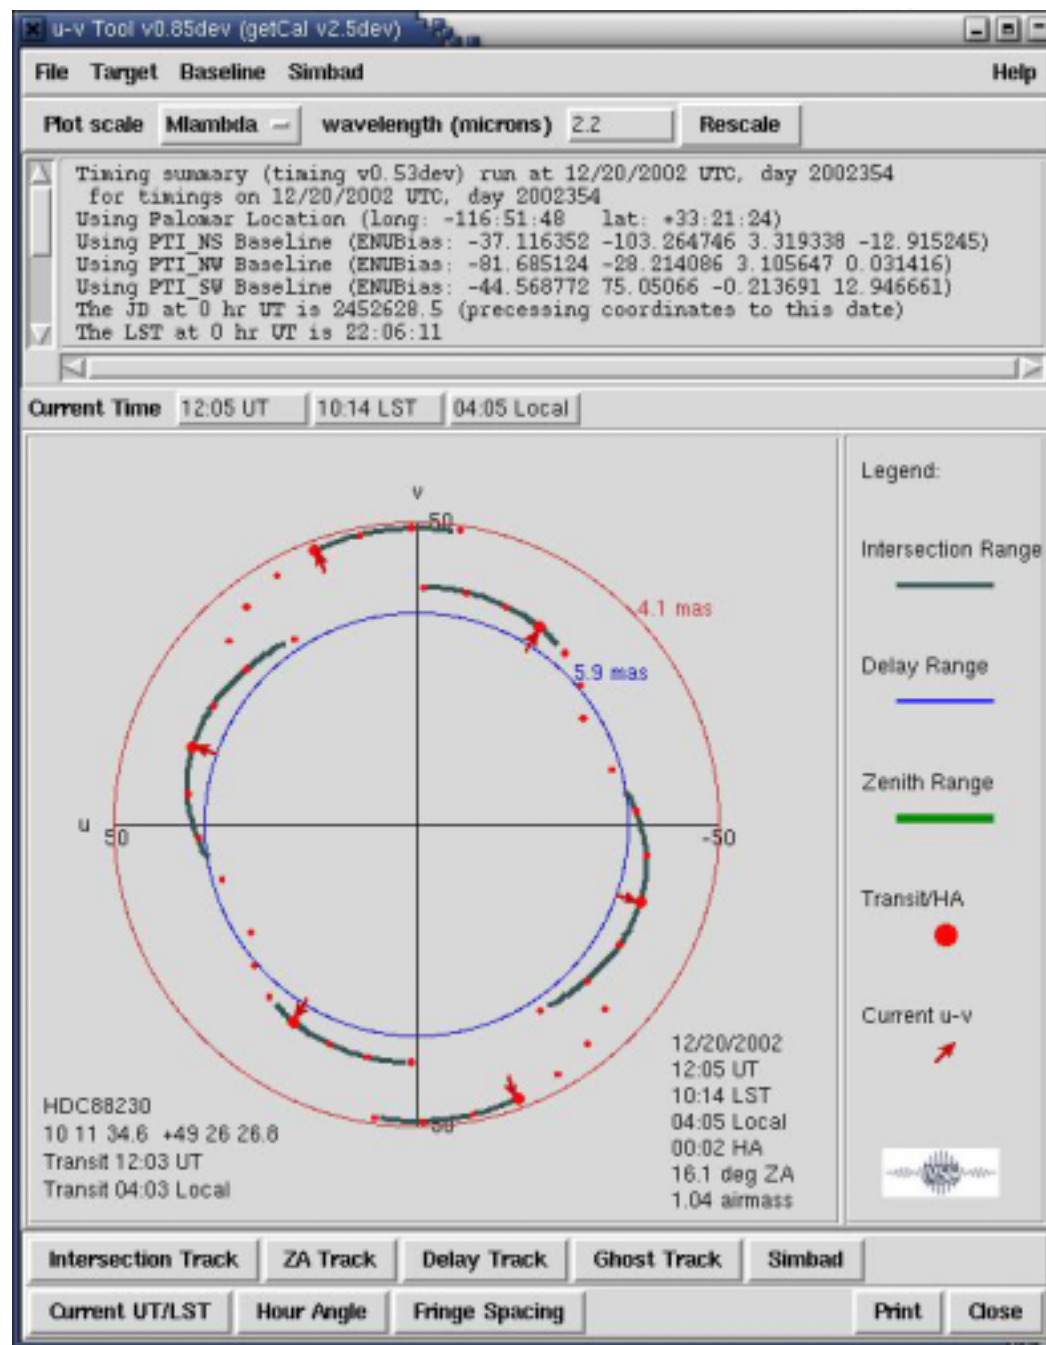 u-v Tool v0.85dev (getCal v2.5dev)
File Target Baseline Simbad Help
Plot scale Mlambda wavelength (microns) 2.2 Rescale
Timing summary (timing v0.53dev) run at 12/20/2002 UTC, day 2002354
for timings on 12/20/2002 UTC, day 2002354
Using Palomar Location (long: -116:51:48 lat: +33:21:24)
Using PTI_NS Baseline (ENUBias: -37.116352 -103.264746 3.319338 -12.915245)
Using PTI_NW Baseline (ENUBias: -81.685124 -28.214086 3.105647 0.031416)
Using PTI_SW Baseline (ENUBias: -44.568772 75.05066 -0.213691 12.946661)
The JD at 0 hr UT is 2452628.5 (precessing coordinates to this date)
The LST at 0 hr UT is 22:06:11
Current Time 12:05 UT 10:14 LST 04:05 Local
v
50
4.1 mas
5.9 mas
u 50
-50
HDC88230
10 11 34.6 +49 26 26.8
Transit 12:03 UT
Transit 04:03 Local
12/20/2002
12:05 UT
10:14 LST
04:05 Local
00:02 HA
16.1 deg ZA
1.04 airmass
Legend:
Intersection Range
Delay Range
Zenith Range
Transit/HA
Current u-v
Intersection Track ZA Track Delay Track Ghost Track Simbad
Current UT/LST Hour Angle Fringe Spacing Print Close